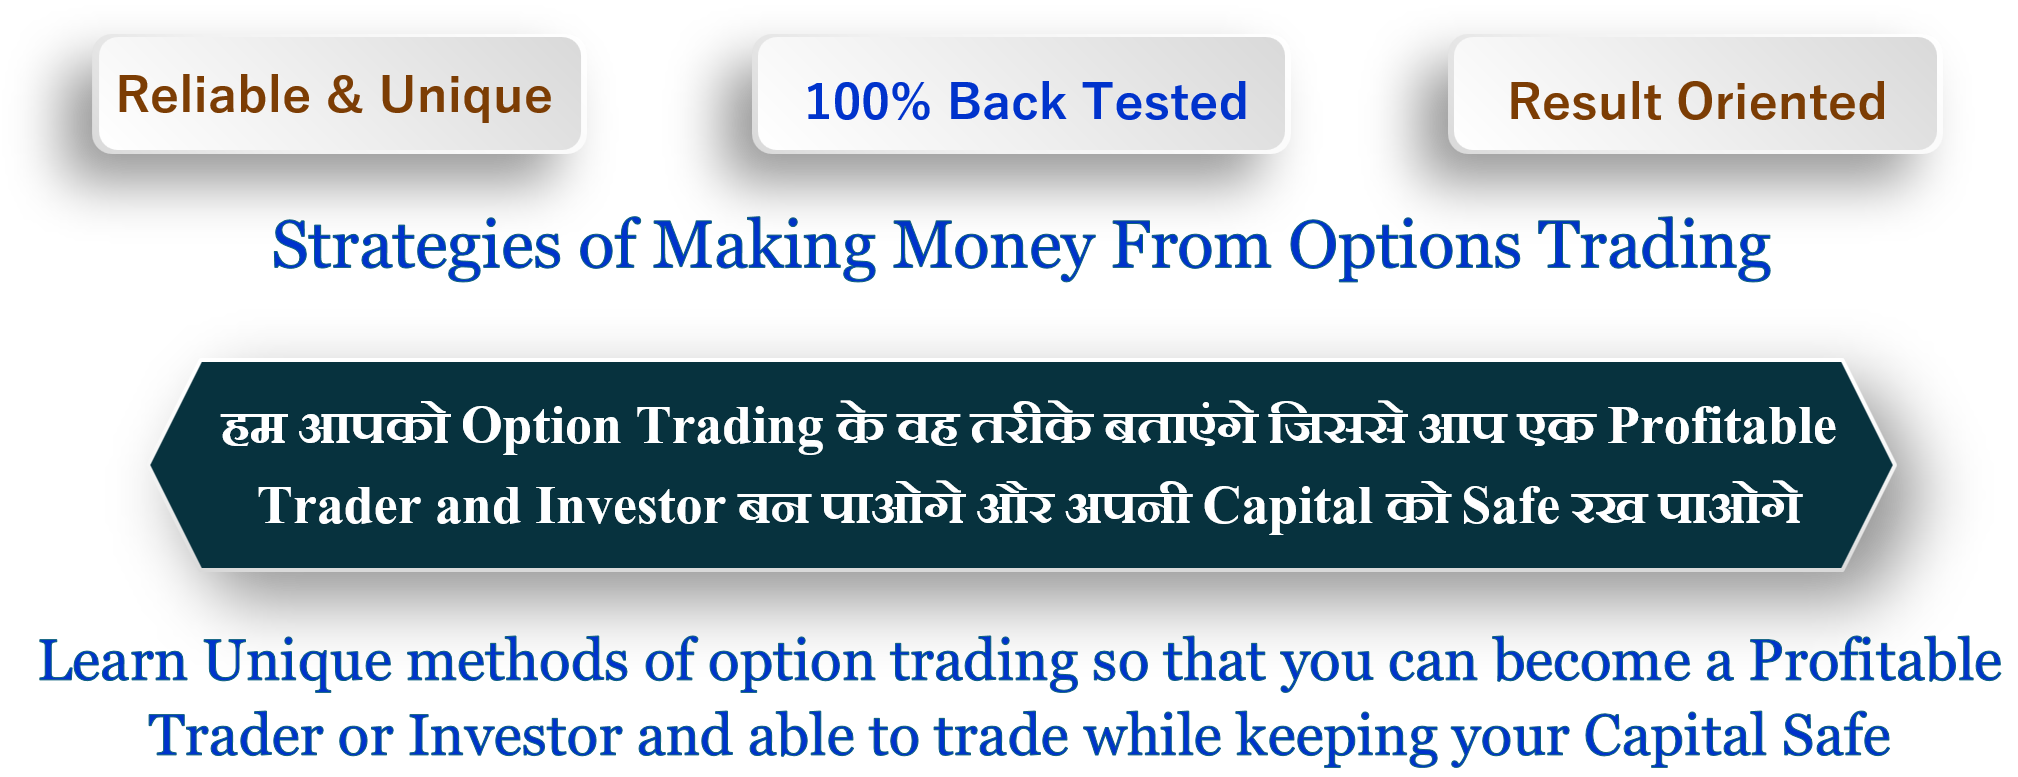 Reliable & Unique
100% Back Tested
Result Oriented
Strategies of Making Money From Options Trading
हम आपको Option Trading के वह तरीके बताएंगे जिससे आप एक Profitable
Trader and Investor बन पाओगे और अपनी Capital को Safe रख पाओगे
Learn Unique methods of option trading so that you can become a Profitable
Trader or Investor and able to trade while keeping your Capital Safe